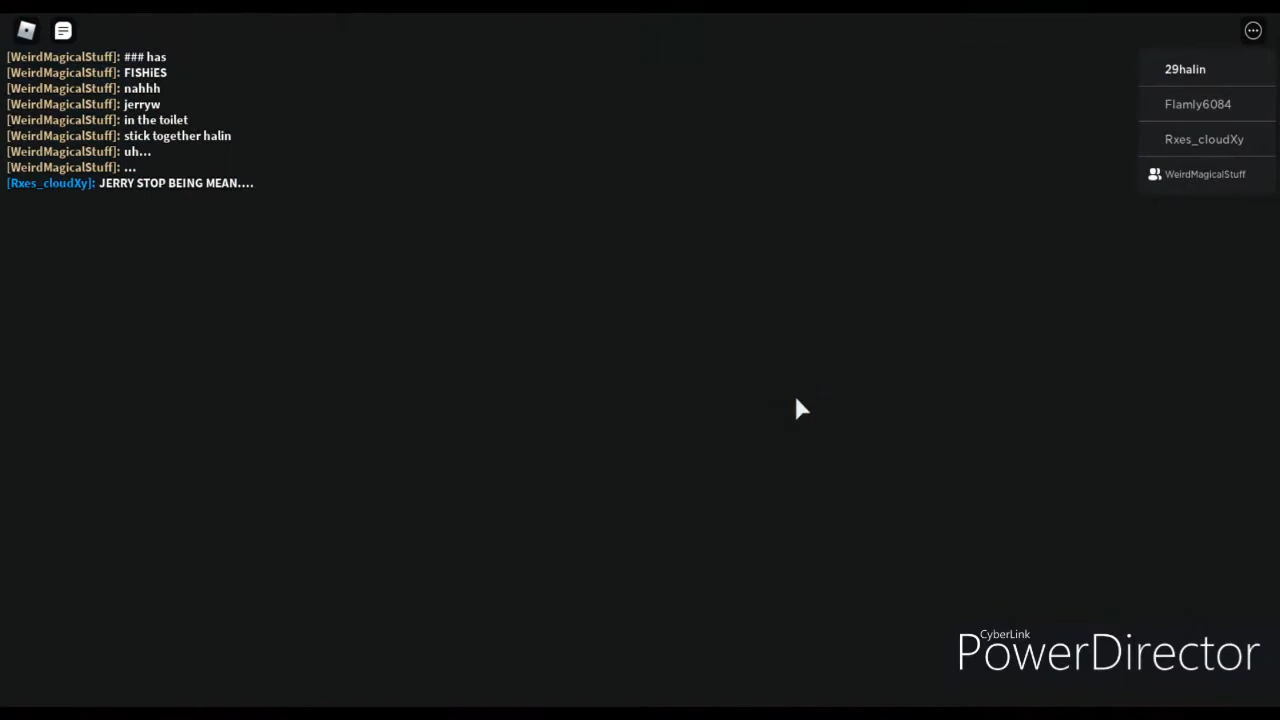 [WeirdMagicalStuff]: ### has
[WeirdMagicalStuff]: FISHiES
[WeirdMagicalStuff]: nahhh
[WeirdMagicalStuff]: jerryw
[WeirdMagicalStuff]: in the toilet
[WeirdMagicalStuff]: stick together halin
[WeirdMagicalStuff]: uh...
[WeirdMagicalStuff]: ...
[Rxes_cloudXy]: JERRY STOP BEING MEAN....
29halin
Flamly6084
Rxes_cloudXy
WeirdMagicalStuff
CyberLink
PowerDirector